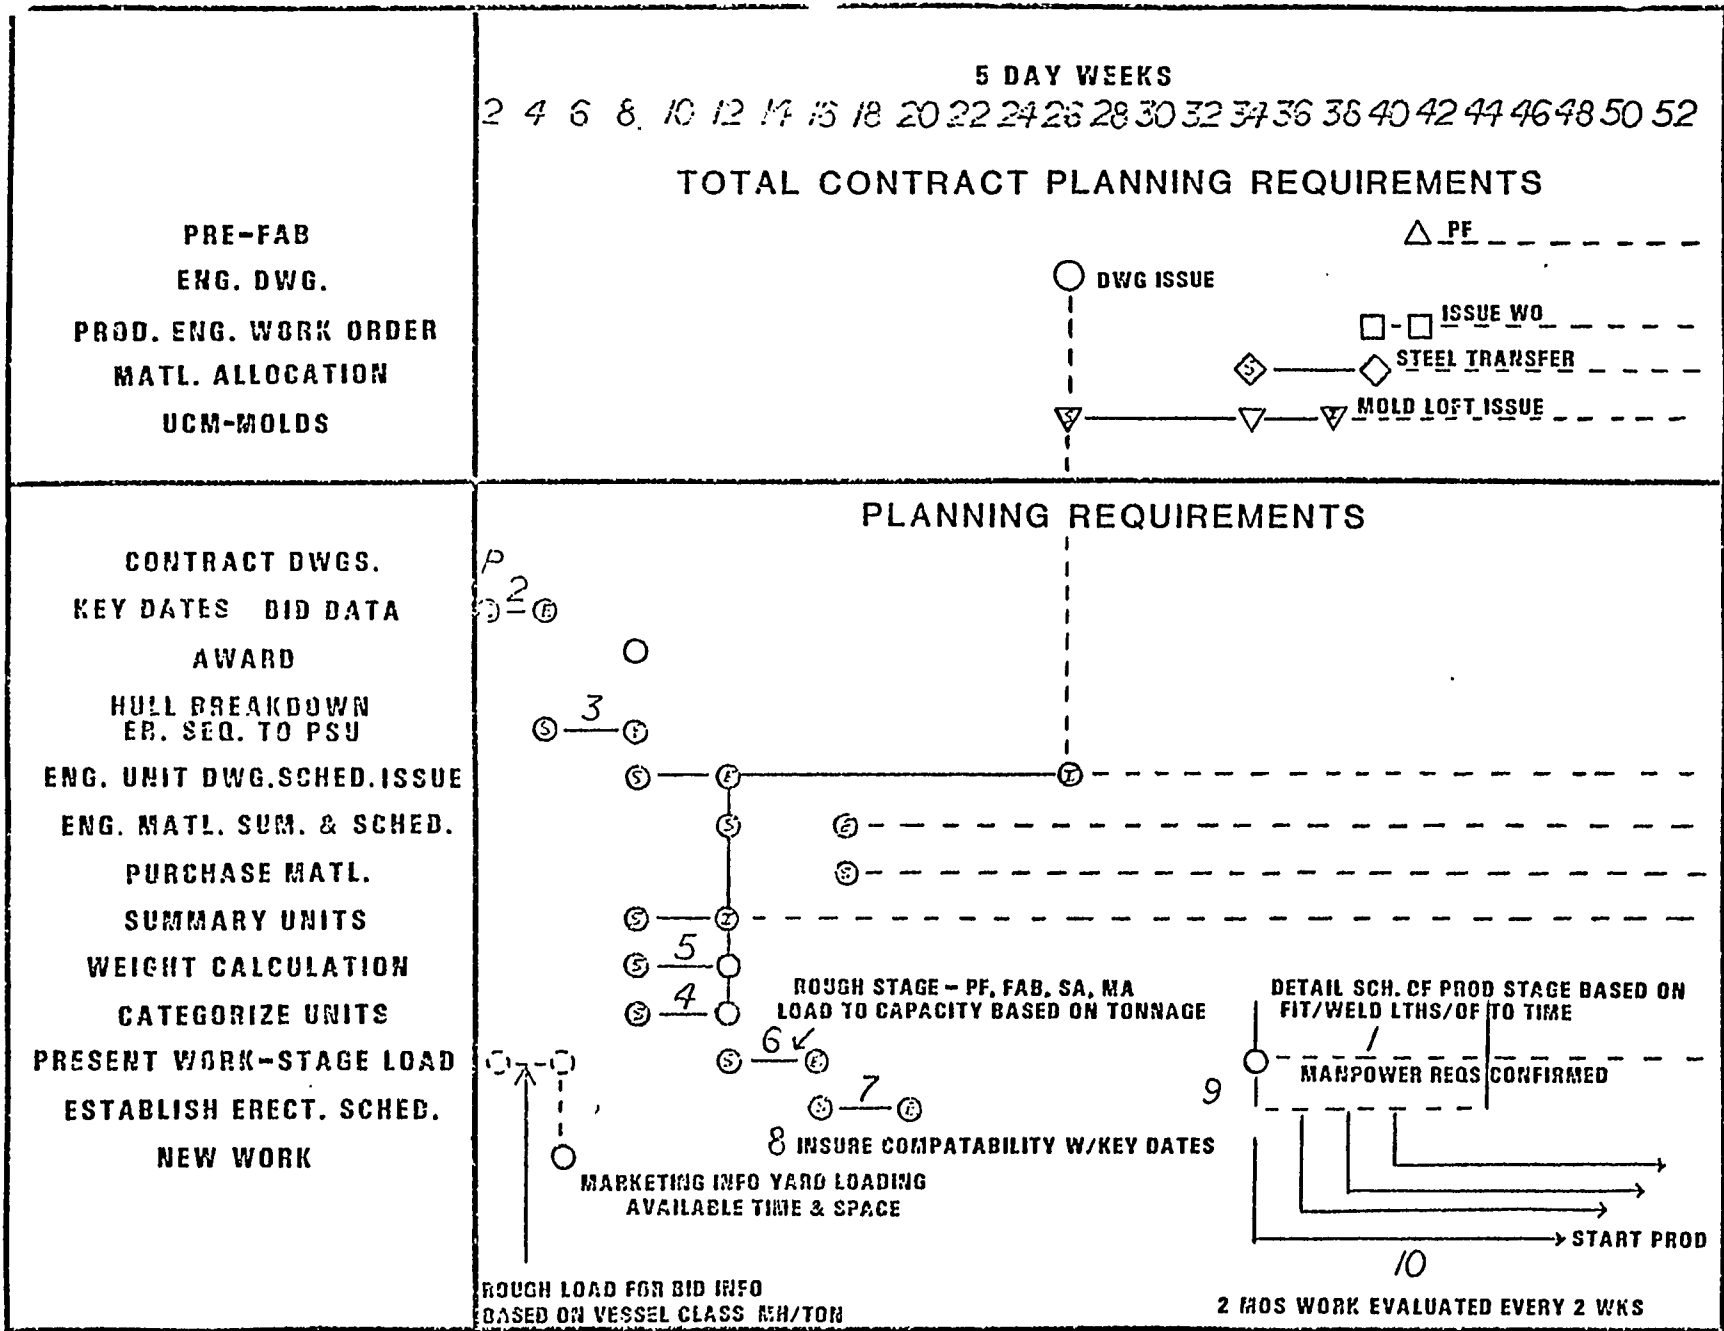 5 DAY WEEKS
2 4 6 8 10 12 14 16 18 20 22 24 26 28 30 32 34 36 38 40 42 44 46 48 50 52
TOTAL CONTRACT PLANNING REQUIREMENTS
PRE-FAB
PF
ENG. DWG.
DWG ISSUE
PROD. ENG. WORK ORDER
ISSUE WO
MATL. ALLOCATION
S
STEEL TRANSFER
UCM-MOLDS
S
I
MOLD LOFT ISSUE
PLANNING REQUIREMENTS
CONTRACT DWGS.
P
KEY DATES BID DATA
2
E
AWARD
HULL BREAKDOWN
ER. SEQ. TO PSU
S
3
ENG. UNIT DWG.SCHED.ISSUE
S
E
I
ENG. MATL. SUM. & SCHED.
S
E
PURCHASE MATL.
S
SUMMARY UNITS
S
I
WEIGHT CALCULATION
S
5
CATEGORIZE UNITS
S
4
ROUGH STAGE - PF, FAB, SA, MA
LOAD TO CAPACITY BASED ON TONNAGE
DETAIL SCH. OF PROD STAGE BASED ON
FIT/WELD LTHS/OF TO TIME
PRESENT WORK-STAGE LOAD
S
6
E
1
MANPOWER REQS CONFIRMED
9
ESTABLISH ERECT. SCHED.
S
7
E
8 INSURE COMPATABILITY W/KEY DATES
NEW WORK
MARKETING INFO YARD LOADING
AVAILABLE TIME & SPACE
START PROD
10
ROUGH LOAD FOR BID INFO
BASED ON VESSEL CLASS MH/TON
2 MOS WORK EVALUATED EVERY 2 WKS